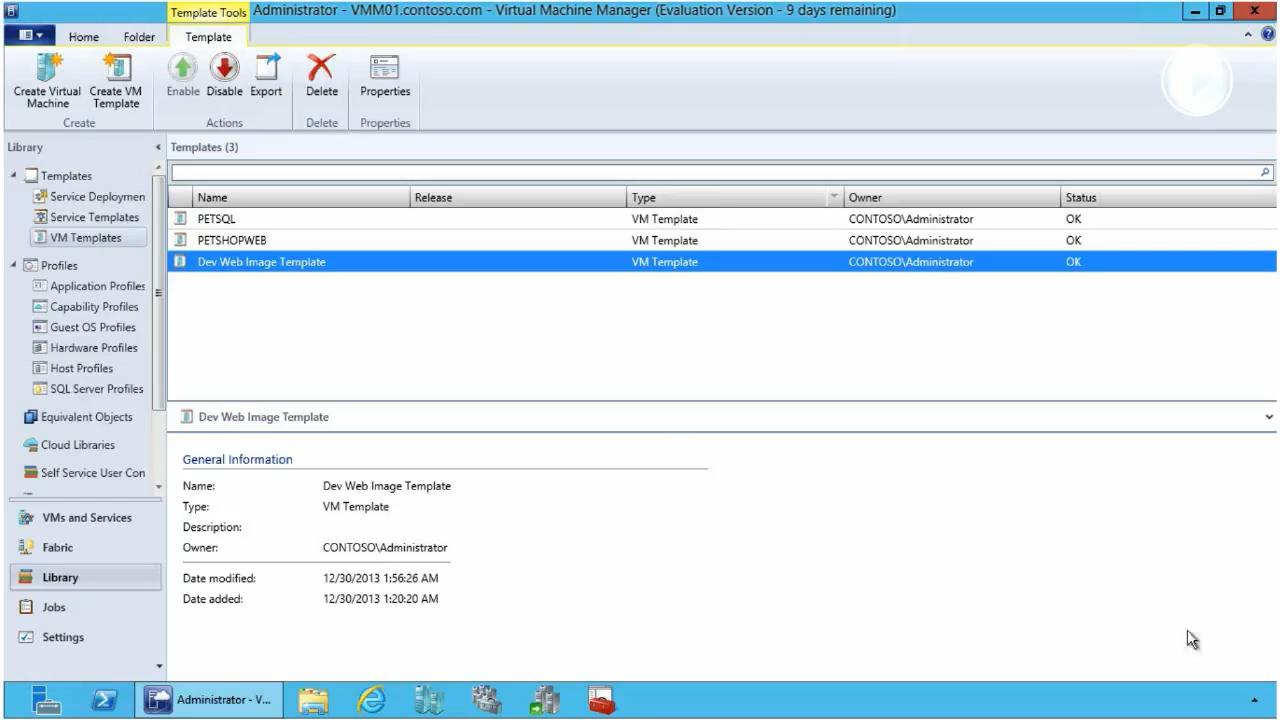 Template Tools
Administrator - VMM01.contoso.com - Virtual Machine Manager (Evaluation Version - 9 days remaining)
Home
Folder
Template
Create Virtual Machine
Create VM Template
Enable
Disable
Export
Delete
Properties
Create
Actions
Delete
Properties
Library
Templates
Service Deploymen
Service Templates
VM Templates
Profiles
Application Profiles
Capability Profiles
Guest OS Profiles
Hardware Profiles
Host Profiles
SQL Server Profiles
Equivalent Objects
Cloud Libraries
Self Service User Con
VMs and Services
Fabric
Library
Jobs
Settings
Templates (3)
Name Release Type Owner Status
PETSQL VM Template CONTOSO\Administrator OK
PETSHOPWEB VM Template CONTOSO\Administrator OK
Dev Web Image Template VM Template CONTOSO\Administrator OK
Dev Web Image Template
General Information
Name: Dev Web Image Template
Type: VM Template
Description:
Owner: CONTOSO\Administrator
Date modified: 12/30/2013 1:56:26 AM
Date added: 12/30/2013 1:20:20 AM
Administrator - V...